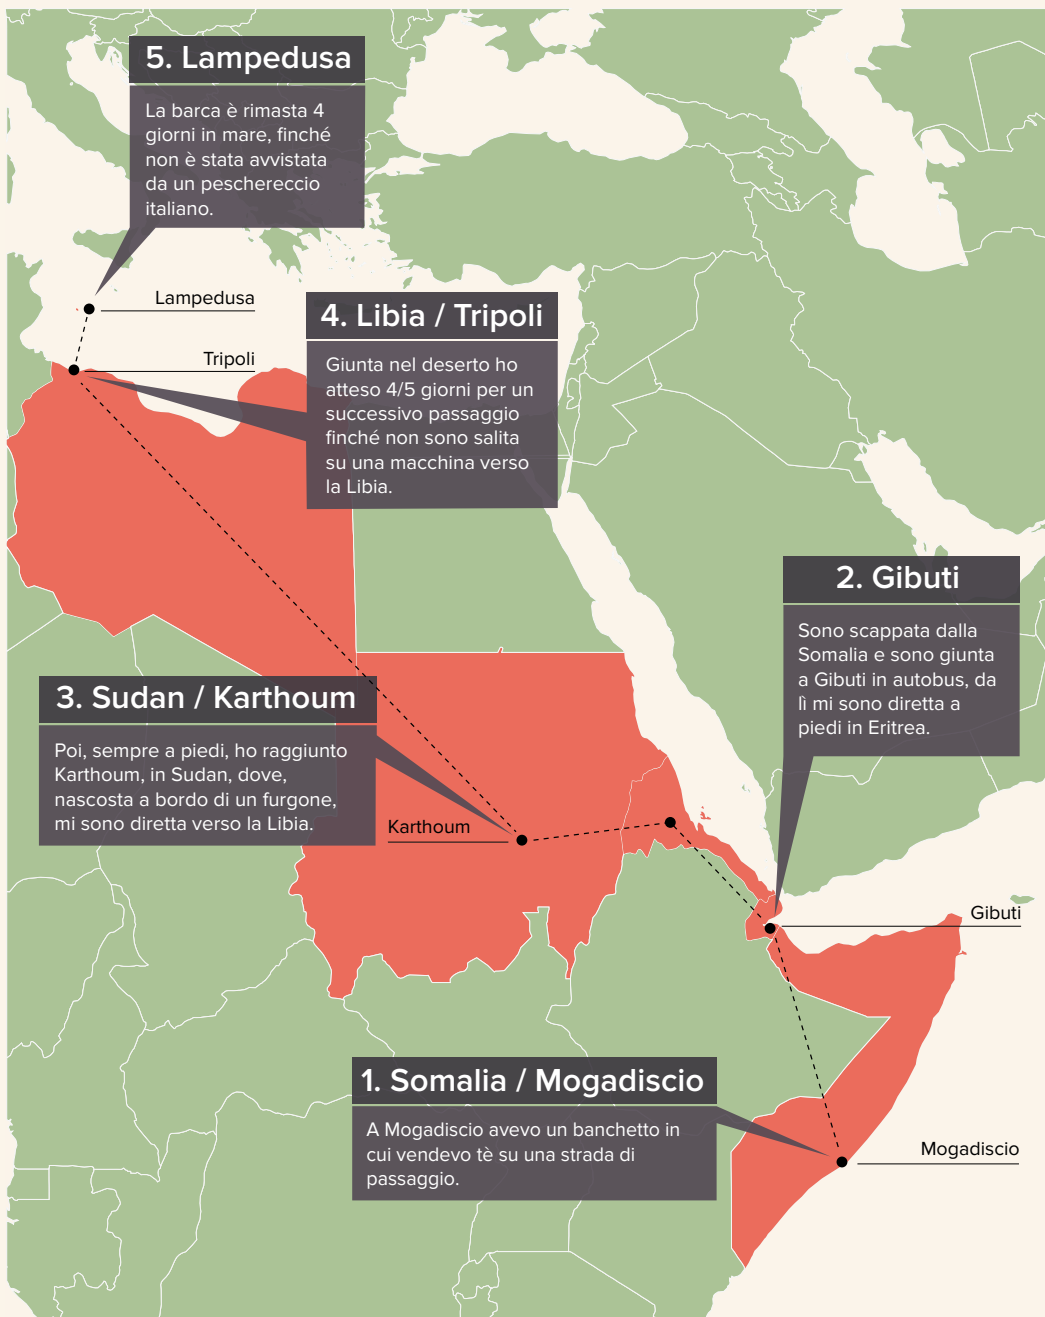 5. Lampedusa
La barca è rimasta 4
giorni in mare, finché
non è stata avvistata
da un peschereccio
italiano.
Lampedusa
4. Libia / Tripoli
Tripoli
Giunta nel deserto ho
atteso 4/5 giorni per un
successivo passaggio
finché non sono salita
su una macchina verso
la Libia.
2. Gibuti
Sono scappata dalla
Somalia e sono giunta
a Gibuti in autobus, da
lì mi sono diretta a
piedi in Eritrea.
3. Sudan / Karthoum
Poi, sempre a piedi, ho raggiunto
Karthoum, in Sudan, dove,
nascosta a bordo di un furgone,
mi sono diretta verso la Libia.
Karthoum
Gibuti
1. Somalia / Mogadiscio
A Mogadiscio avevo un banchetto in
cui vendevo tè su una strada di
passaggio.
Mogadiscio